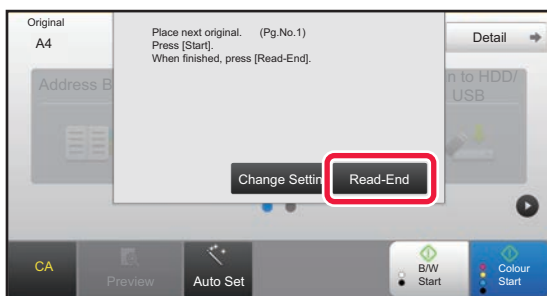 Original
A4
Place next original. (Pg.No.1)
Press [Start].
When finished, press [Read-End].
Detail
Address B
n to HDD/
USB
Change Settin
Read-End
CA
Preview
Auto Set
B/W
Start
Colour
Start